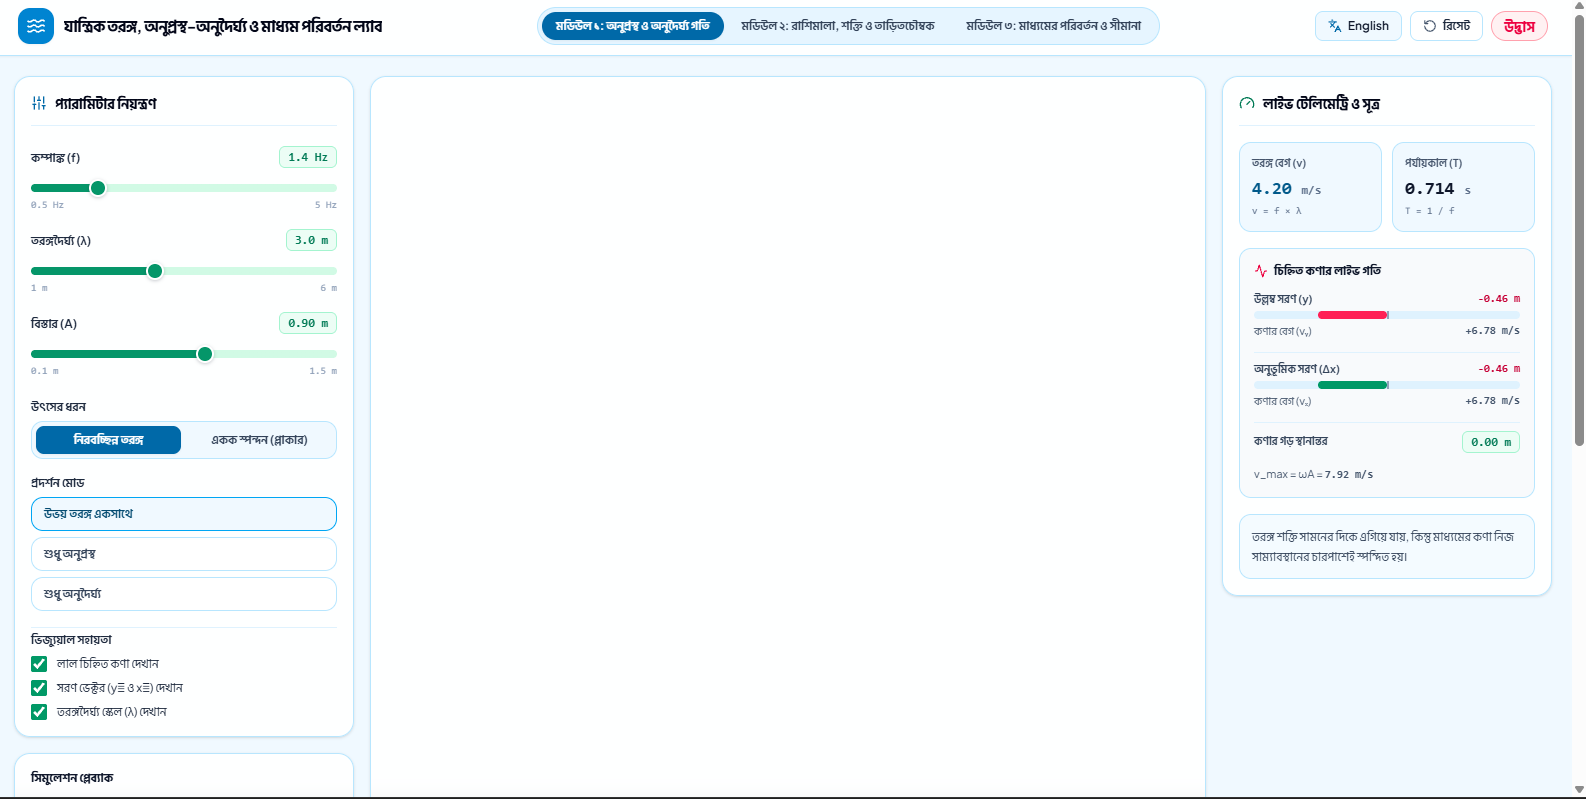 যান্ত্রিক তরঙ্গ, অনুপ্রস্থ-অনুদৈর্ঘ্য ও মাধ্যম পরিবর্তন ল্যাব
মডিউল ১: অনুপ্রস্থ ও অনুদৈর্ঘ্য গতি
মডিউল ২: রাশিমালা, শক্তি ও তাড়িতচৌম্বক
মডিউল ৩: মাধ্যমের পরিবর্তন ও সীমানা
English
রিসেট
উদ্ভাস
প্যারামিটার নিয়ন্ত্রণ
কম্পাঙ্ক (f)
1.4 Hz
0.5 Hz
5 Hz
তরঙ্গদৈর্ঘ্য (λ)
3.0 m
1 m
6 m
বিস্তার (A)
0.90 m
0.1 m
1.5 m
উৎসের ধরন
নিরবচ্ছিন্ন তরঙ্গ
একক স্পন্দন (প্লাকার)
প্রদর্শন মোড
উভয় তরঙ্গ একসাথে
শুধু অনুপ্রস্থ
শুধু অনুদৈর্ঘ্য
ভিজ্যুয়াল সহায়তা
লাল চিহ্নিত কণা দেখান
সরণ ভেক্টর (y⃗ ও x⃗) দেখান
তরঙ্গদৈর্ঘ্য স্কেল (λ) দেখান
সিমুলেশন প্লেব্যাক
লাইভ টেলিমেট্রি ও সূত্র
তরঙ্গ বেগ (v)
4.20 m/s
v = f × λ
পর্যায়কাল (T)
0.714 s
T = 1 / f
চিহ্নিত কণার লাইভ গতি
উল্লম্ব সরণ (y)
-0.46 m
কণার বেগ (vᵧ)
+6.78 m/s
অনুভূমিক সরণ (Δx)
-0.46 m
কণার বেগ (vₓ)
+6.78 m/s
কণার গড় স্থানান্তর
0.00 m
v_max = ωA = 7.92 m/s
তরঙ্গ শক্তি সামনের দিকে এগিয়ে যায়, কিন্তু মাধ্যমের কণা নিজ
সাম্যাবস্থানের চারপাশেই স্পন্দিত হয়।